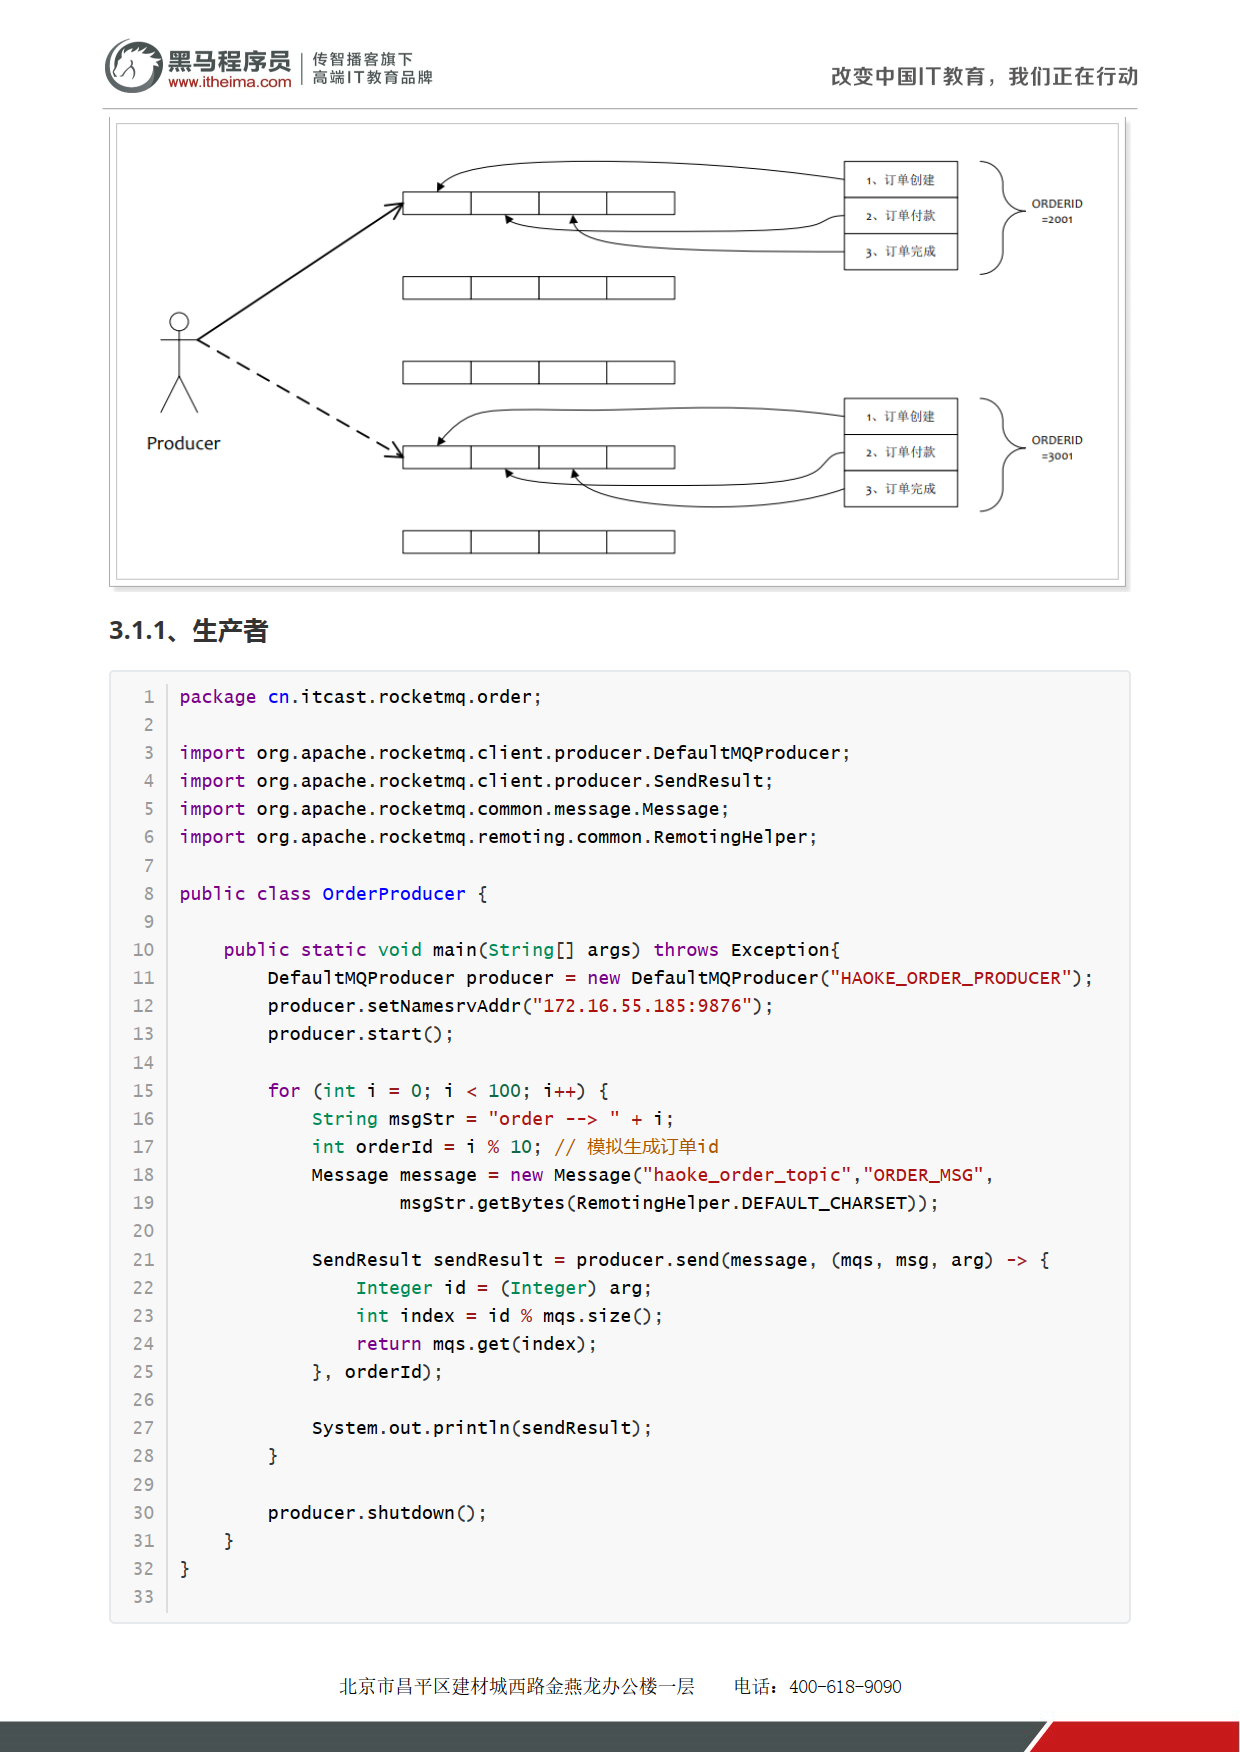 黑马程序员
www.itheima.com
传智播客旗下
高端IT教育品牌
改变中国IT教育，我们正在行动
1、订单创建
2、订单付款
3、订单完成
ORDERID
=2001
Producer
1、订单创建
2、订单付款
3、订单完成
ORDERID
=3001
3.1.1、生产者
1 package cn.itcast.rocketmq.order;
2
3 import org.apache.rocketmq.client.producer.DefaultMQProducer;
4 import org.apache.rocketmq.client.producer.SendResult;
5 import org.apache.rocketmq.common.message.Message;
6 import org.apache.rocketmq.remoting.common.RemotingHelper;
7
8 public class OrderProducer {
9
10     public static void main(String[] args) throws Exception{
11         DefaultMQProducer producer = new DefaultMQProducer("HAOKE_ORDER_PRODUCER");
12         producer.setNamesrvAddr("172.16.55.185:9876");
13         producer.start();
14
15         for (int i = 0; i < 100; i++) {
16             String msgStr = "order --> " + i;
17             int orderId = i % 10; // 模拟生成订单id
18             Message message = new Message("haoke_order_topic","ORDER_MSG",
19                     msgStr.getBytes(RemotingHelper.DEFAULT_CHARSET));
20
21             SendResult sendResult = producer.send(message, (mqs, msg, arg) -> {
22                 Integer id = (Integer) arg;
23                 int index = id % mqs.size();
24                 return mqs.get(index);
25             }, orderId);
26
27             System.out.println(sendResult);
28         }
29
30         producer.shutdown();
31     }
32 }
33
北京市昌平区建材城西路金燕龙办公楼一层 电话：400-618-9090